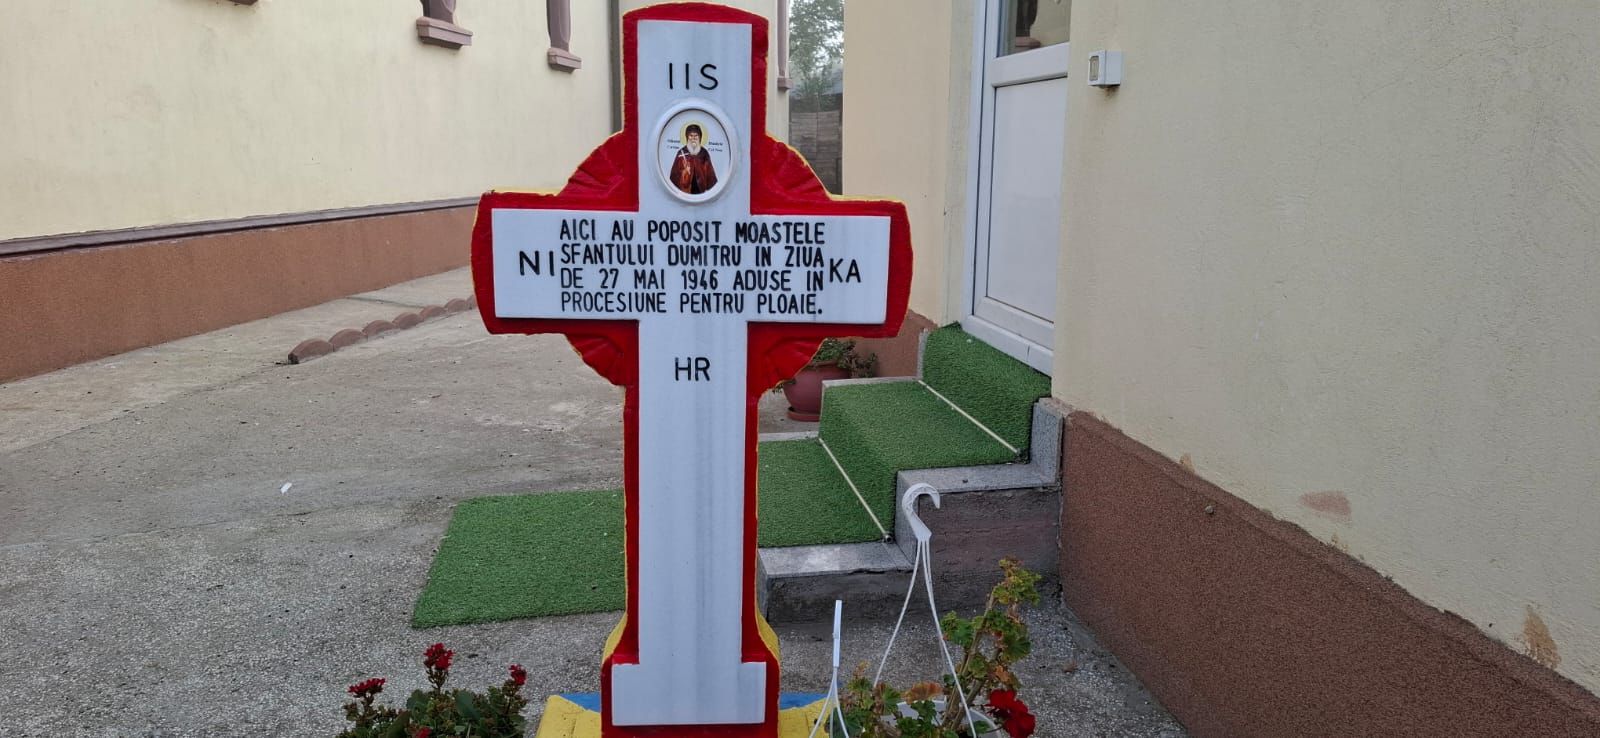 IIS
AICI AU POPOSIT MOASTELE
SFANTULUI DUMITRU IN ZIUA
NI
KA
DE 27 MAI 1946 ADUSE IN
PROCESIUNE PENTRU PLOAIE.
HR